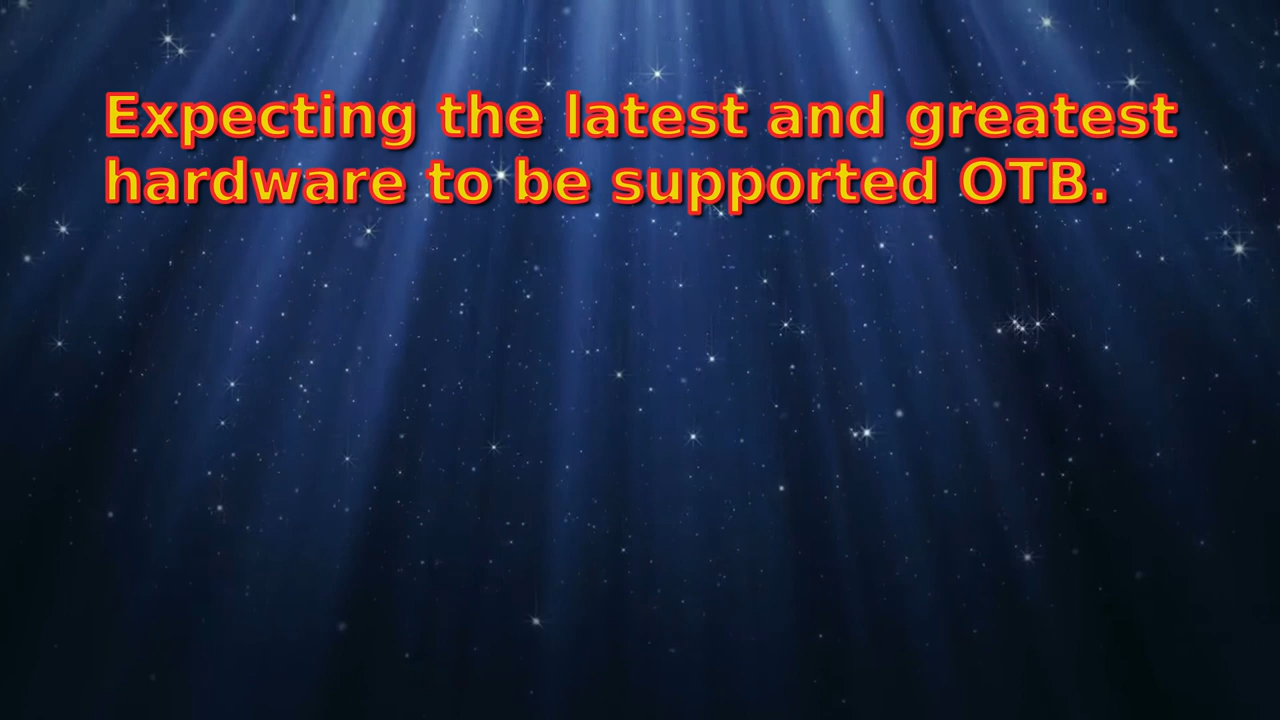 Expecting the latest and greatest
hardware to be supported OTB.